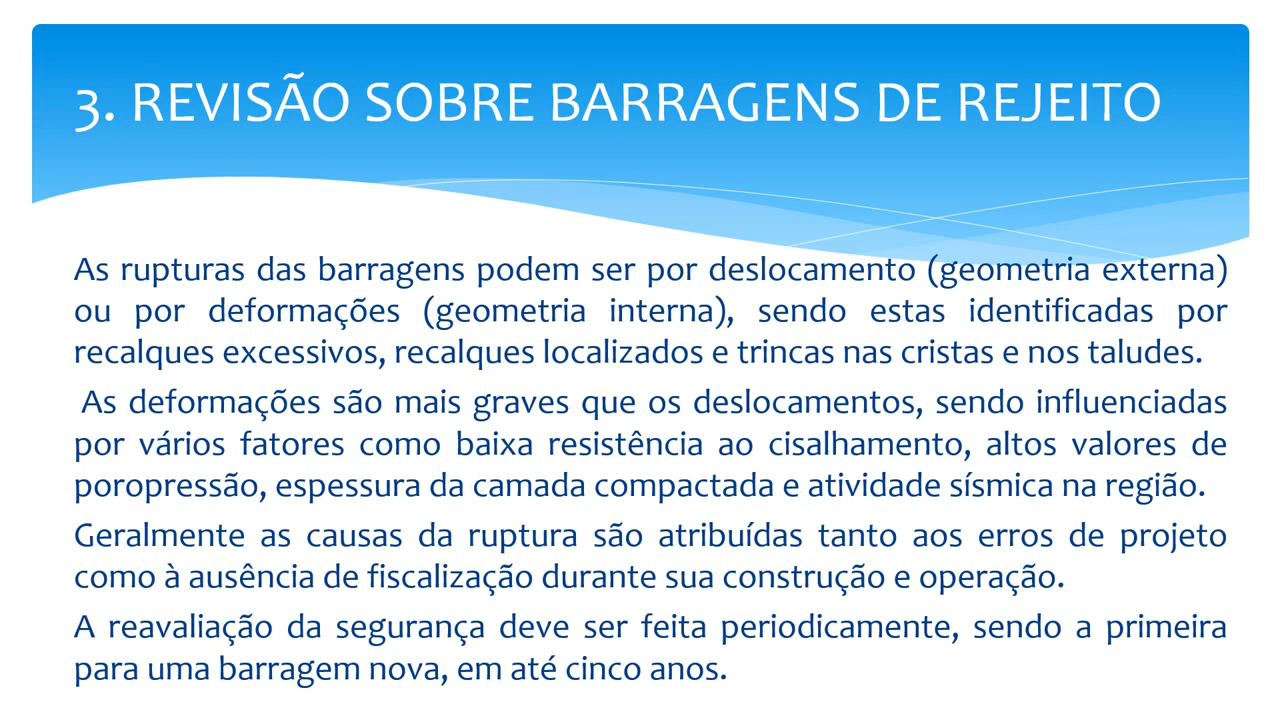 3. REVISÃO SOBRE BARRAGENS DE REJEITO
As rupturas das barragens podem ser por deslocamento (geometria externa)
ou por deformações (geometria interna), sendo estas identificadas por
recalques excessivos, recalques localizados e trincas nas cristas e nos taludes.
As deformações são mais graves que os deslocamentos, sendo influenciadas
por vários fatores como baixa resistência ao cisalhamento, altos valores de
poropressão, espessura da camada compactada e atividade sísmica na região.
Geralmente as causas da ruptura são atribuídas tanto aos erros de projeto
como à ausência de fiscalização durante sua construção e operação.
A reavaliação da segurança deve ser feita periodicamente, sendo a primeira
para uma barragem nova, em até cinco anos.